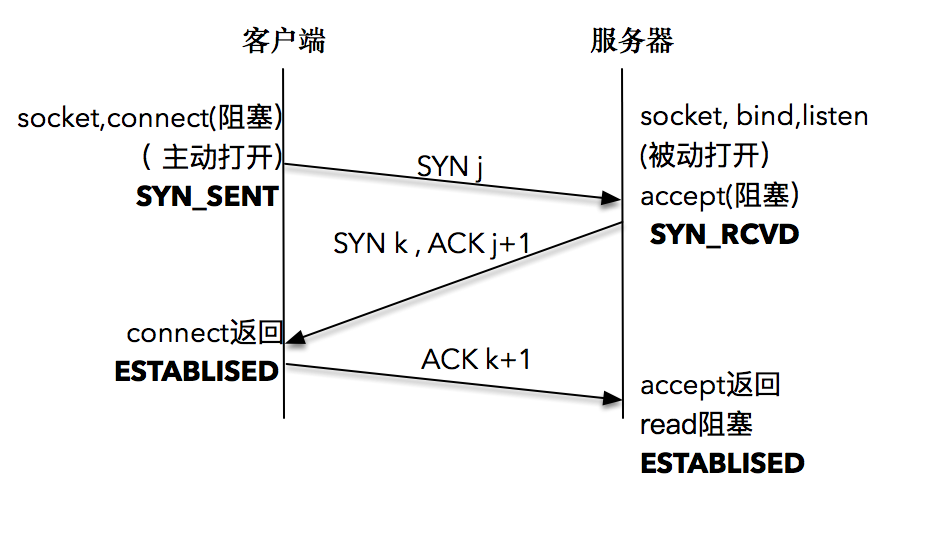 客户端
服务器
socket,connect(阻塞)
( 主动打开)
SYN_SENT
SYN j
socket, bind,listen
(被动打开)
accept(阻塞)
SYN_RCVD
SYN k , ACK j+1
connect返回
ESTABLISED
ACK k+1
accept返回
read阻塞
ESTABLISED